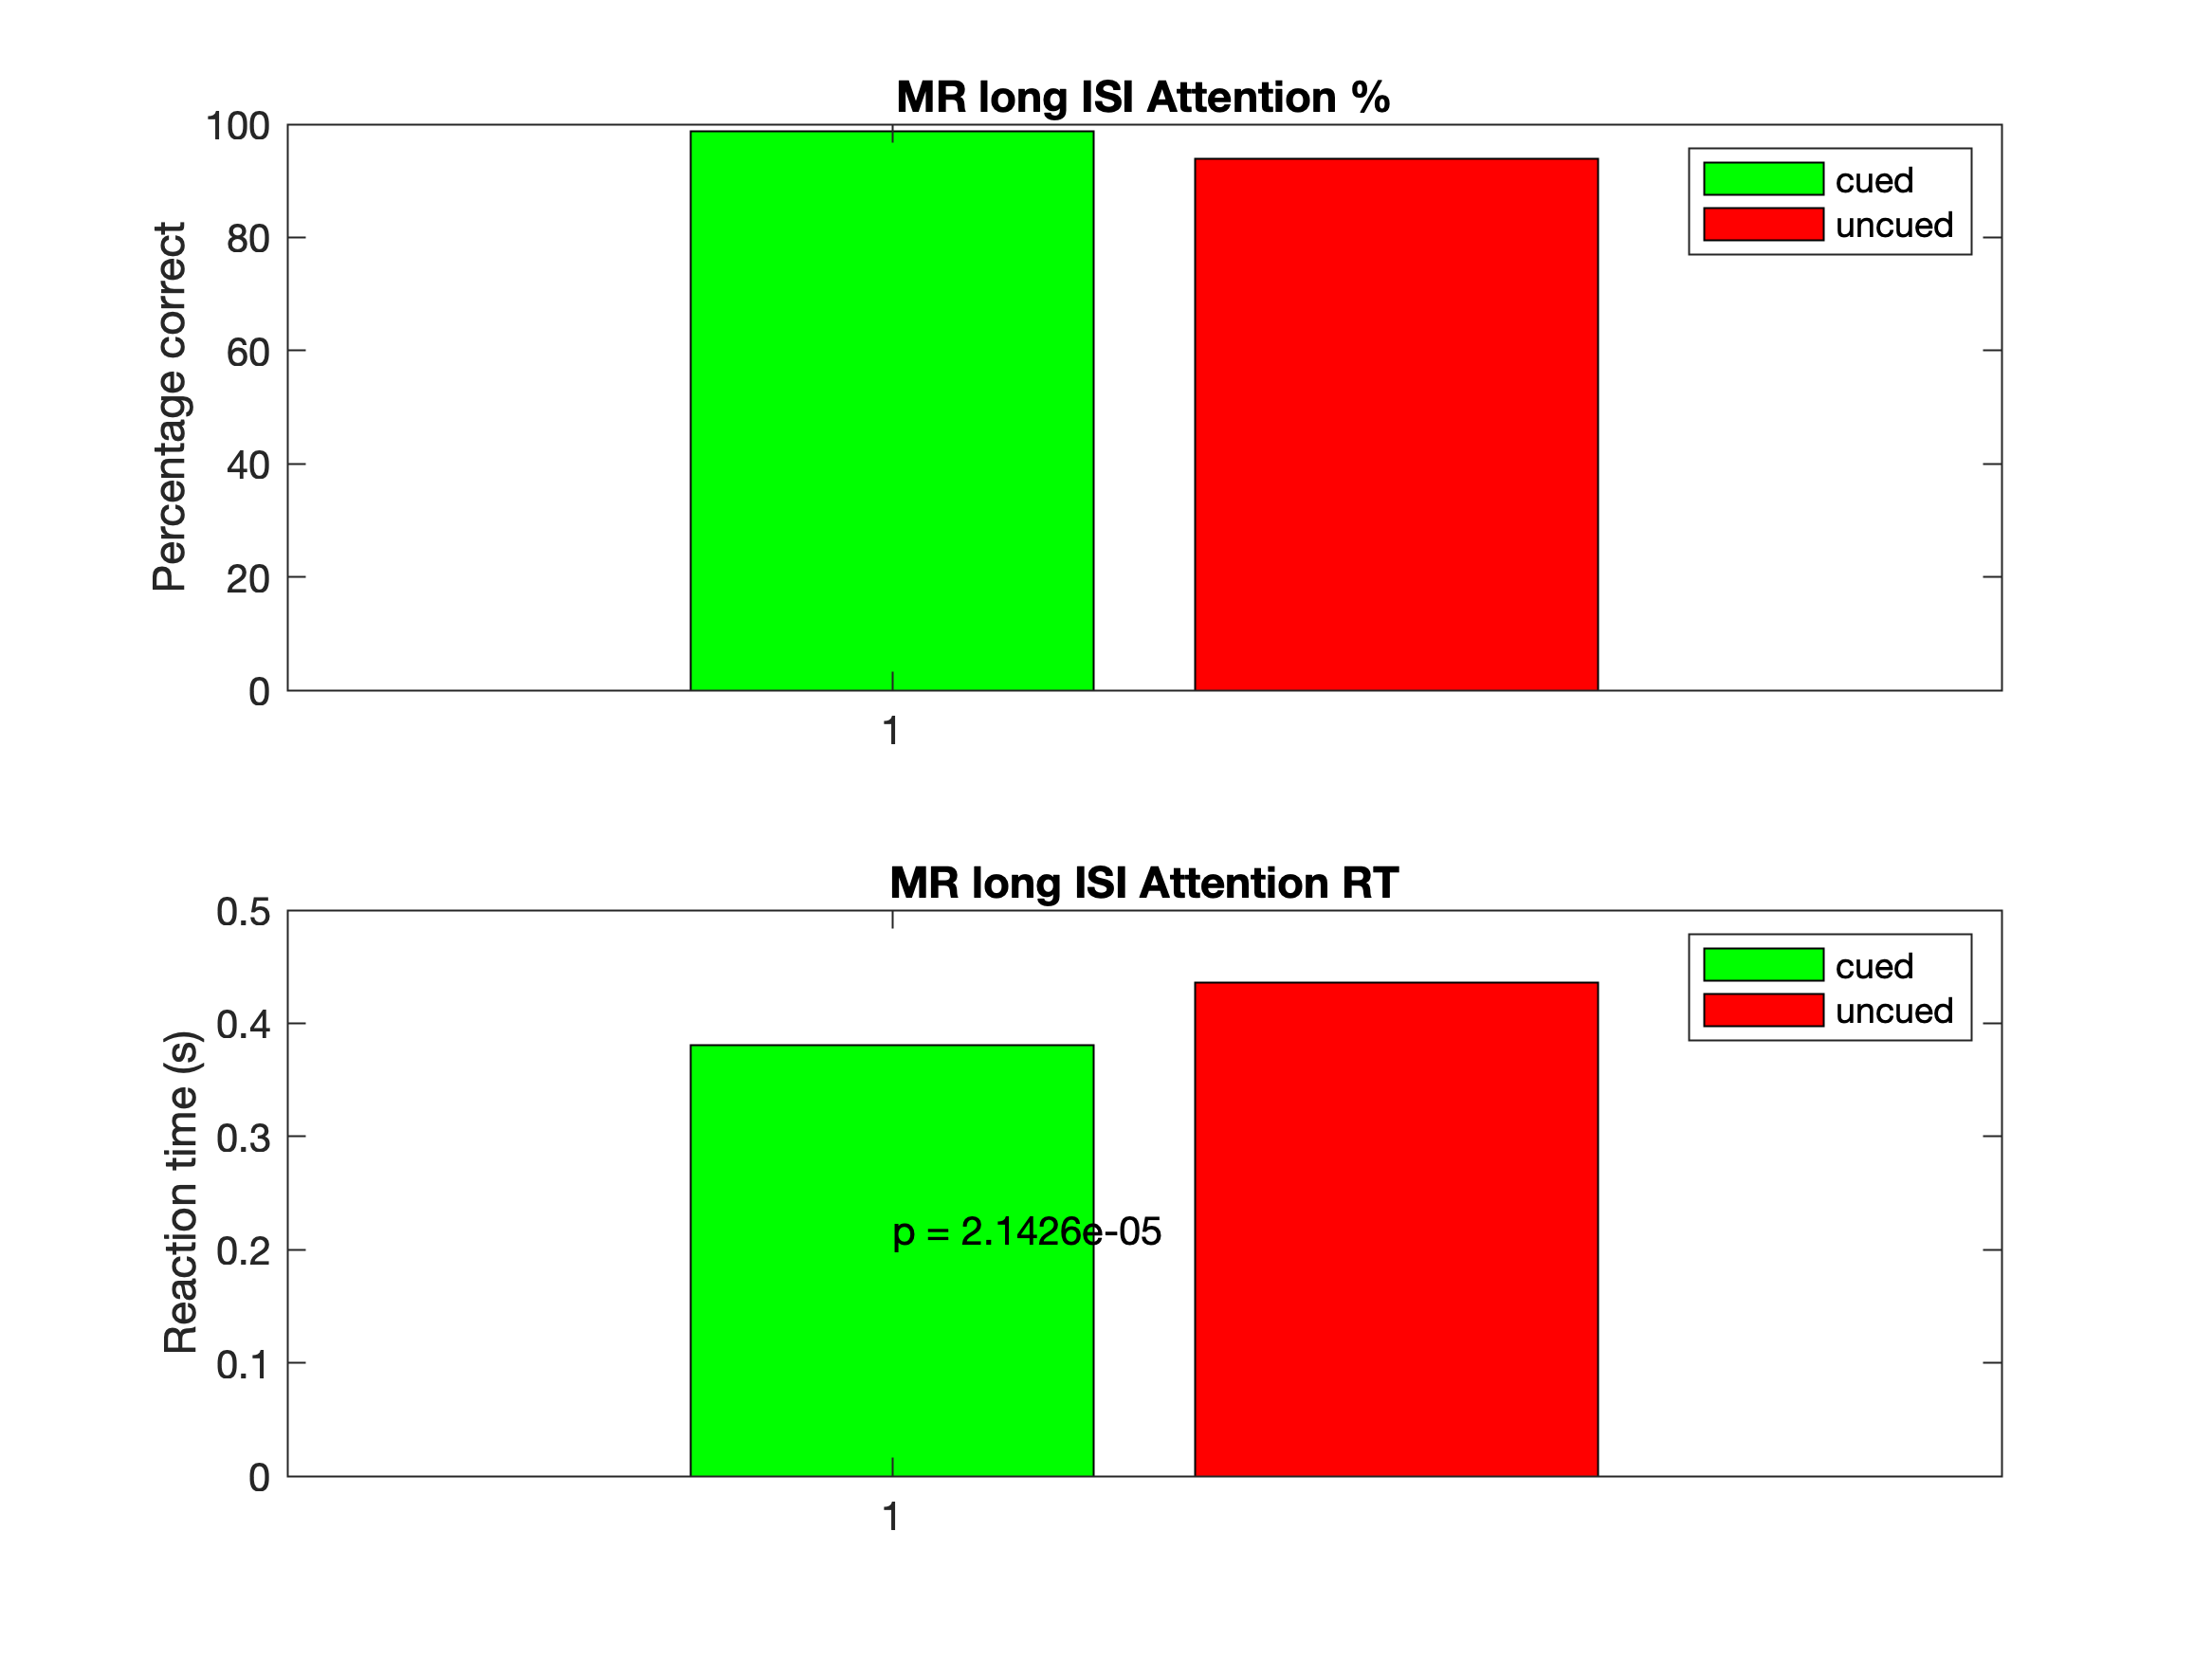 MR long ISI Attention %
100
80
60
40
20
0
Percentage correct
cued
uncued
1
MR long ISI Attention RT
0.5
0.4
0.3
0.2
0.1
0
Reaction time (s)
cued
uncued
p = 2.1426e-05
1